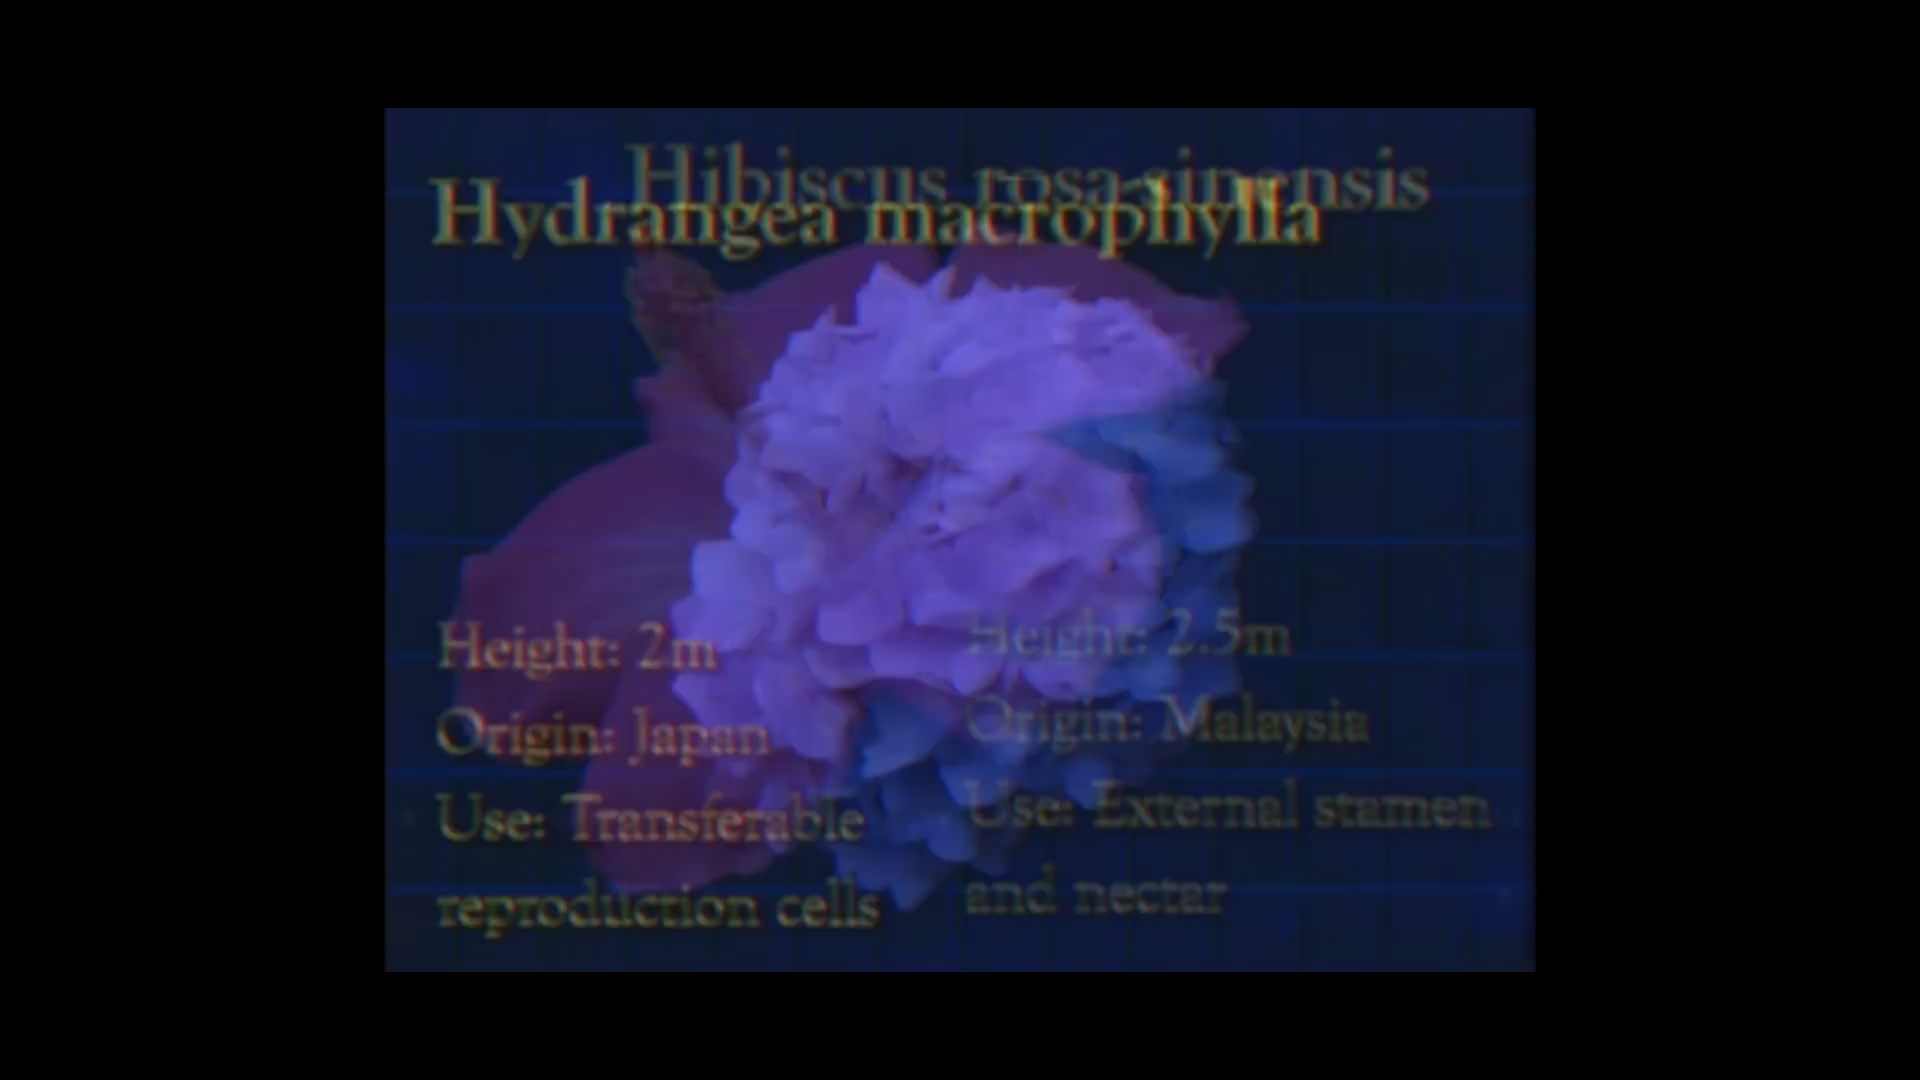 Hibiscus rosa-sinensis
Hydrangea macrophylla
Height: 2m
Origin: Japan
Use: Transferable
reproduction cells
Height: 2.5m
Origin: Malaysia
Use: External stamen
and nectar